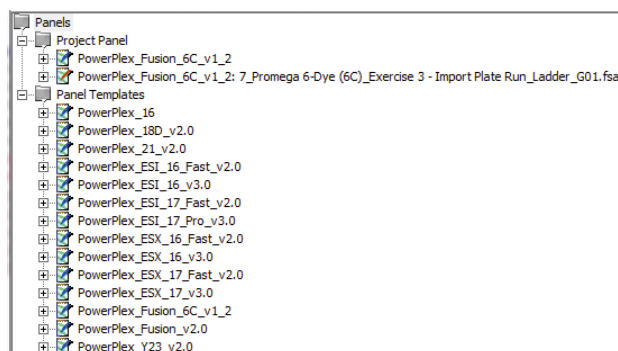 Panels
Project Panel
PowerPlex_Fusion_6C_v1_2
PowerPlex_Fusion_6C_v1_2: 7_Promega 6-Dye (6C)_Exercise 3 - Import Plate Run_Ladder_G01.fsa
Panel Templates
PowerPlex_16
PowerPlex_18D_v2.0
PowerPlex_21_v2.0
PowerPlex_ESI_16_Fast_v2.0
PowerPlex_ESI_16_v3.0
PowerPlex_ESI_17_Fast_v2.0
PowerPlex_ESI_17_Pro_v3.0
PowerPlex_ESX_16_Fast_v2.0
PowerPlex_ESX_16_v3.0
PowerPlex_ESX_17_Fast_v2.0
PowerPlex_ESX_17_v3.0
PowerPlex_Fusion_6C_v1_2
PowerPlex_Fusion_v2.0
PowerPlex_Y23_v2.0